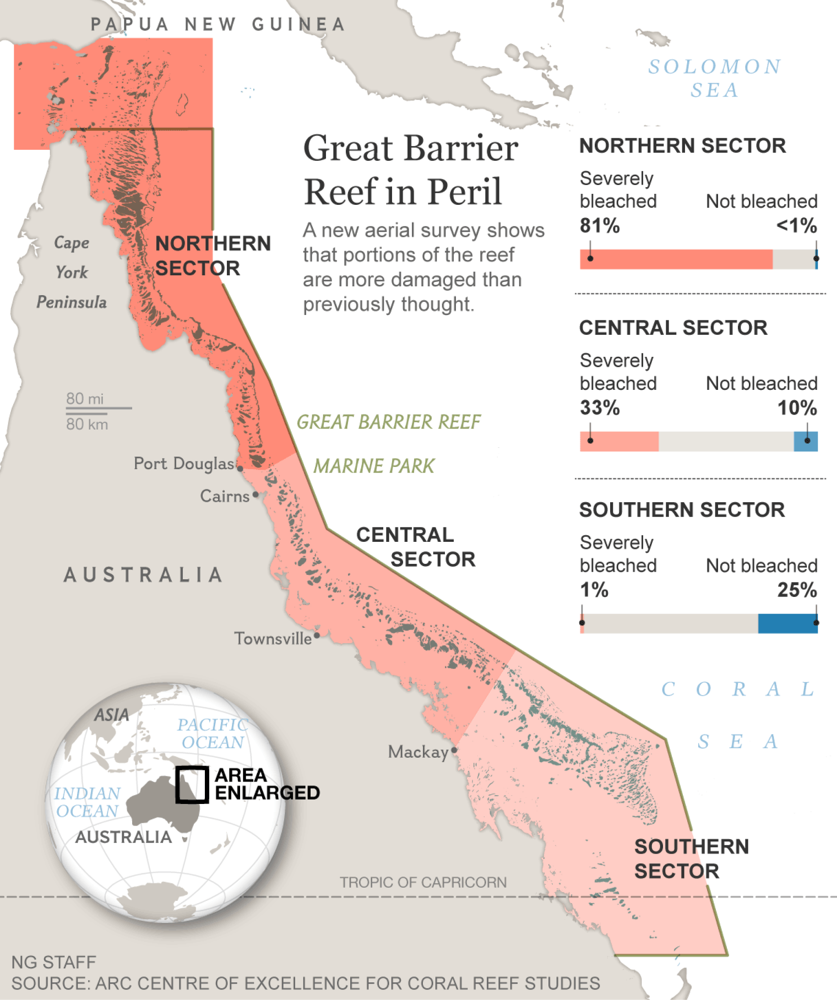 PAPUA NEW GUINEA
SOLOMON
SEA
Great Barrier
Reef in Peril
A new aerial survey shows
that portions of the reef
are more damaged than
previously thought.
NORTHERN SECTOR
Severely
bleached
Not bleached
81%
<1%
CENTRAL SECTOR
Severely
bleached
Not bleached
33%
10%
SOUTHERN SECTOR
Severely
bleached
Not bleached
1%
25%
Cape
York
Peninsula
NORTHERN
SECTOR
80 mi
80 km
GREAT BARRIER REEF
MARINE PARK
Port Douglas
Cairns
CENTRAL
SECTOR
AUSTRALIA
Townsville
CORAL
SEA
Mackay
ASIA
PACIFIC
OCEAN
AREA
ENLARGED
INDIAN
OCEAN
AUSTRALIA
SOUTHERN
SECTOR
TROPIC OF CAPRICORN
NG STAFF
SOURCE: ARC CENTRE OF EXCELLENCE FOR CORAL REEF STUDIES